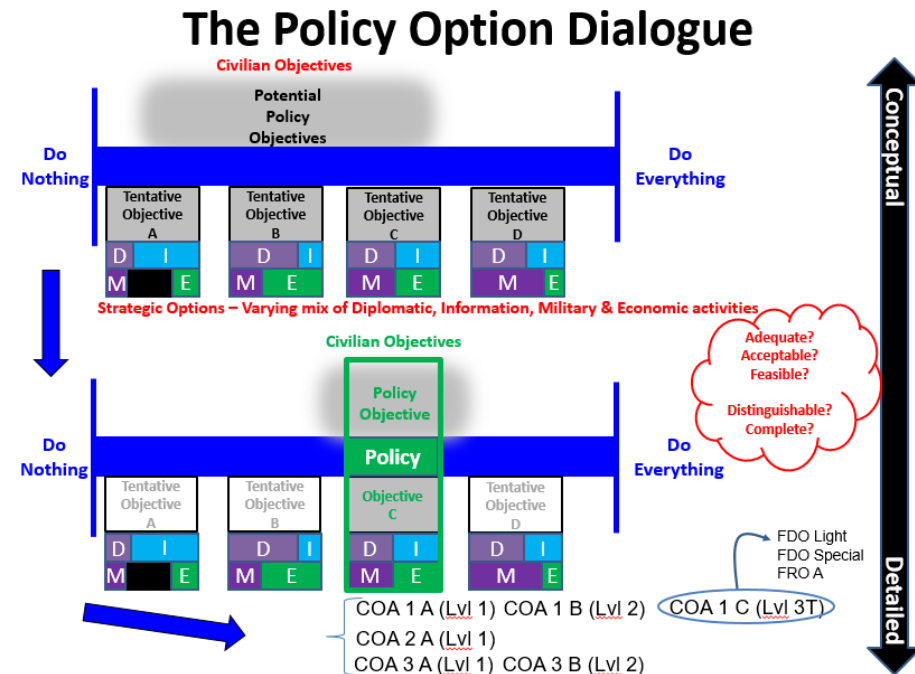 The Policy Option Dialogue
Civilian Objectives
Potential
Policy
Objectives
Do
Nothing
Do
Everything
Conceptual
Tentative
Objective
A
Tentative
Objective
B
Tentative
Objective
C
Tentative
Objective
D
D I
D I
D I
D I
M E
M E
M E
M E
Strategic Options – Varying mix of Diplomatic, Information, Military & Economic activities
Adequate?
Acceptable?
Feasible?
Distinguishable?
Complete?
Civilian Objectives
Policy
Objective
Policy
Do
Nothing
Do
Everything
Tentative
Objective
A
Tentative
Objective
B
Objective
C
Tentative
Objective
D
D I
D I
D I
D I
M E
M E
M E
M E
FDO Light
FDO Special
FRO A
Detailed
COA 1 A (Lvl 1) COA 1 B (Lvl 2) COA 1 C (Lvl 3T)
COA 2 A (Lvl 1)
COA 3 A (Lvl 1) COA 3 B (Lvl 2)